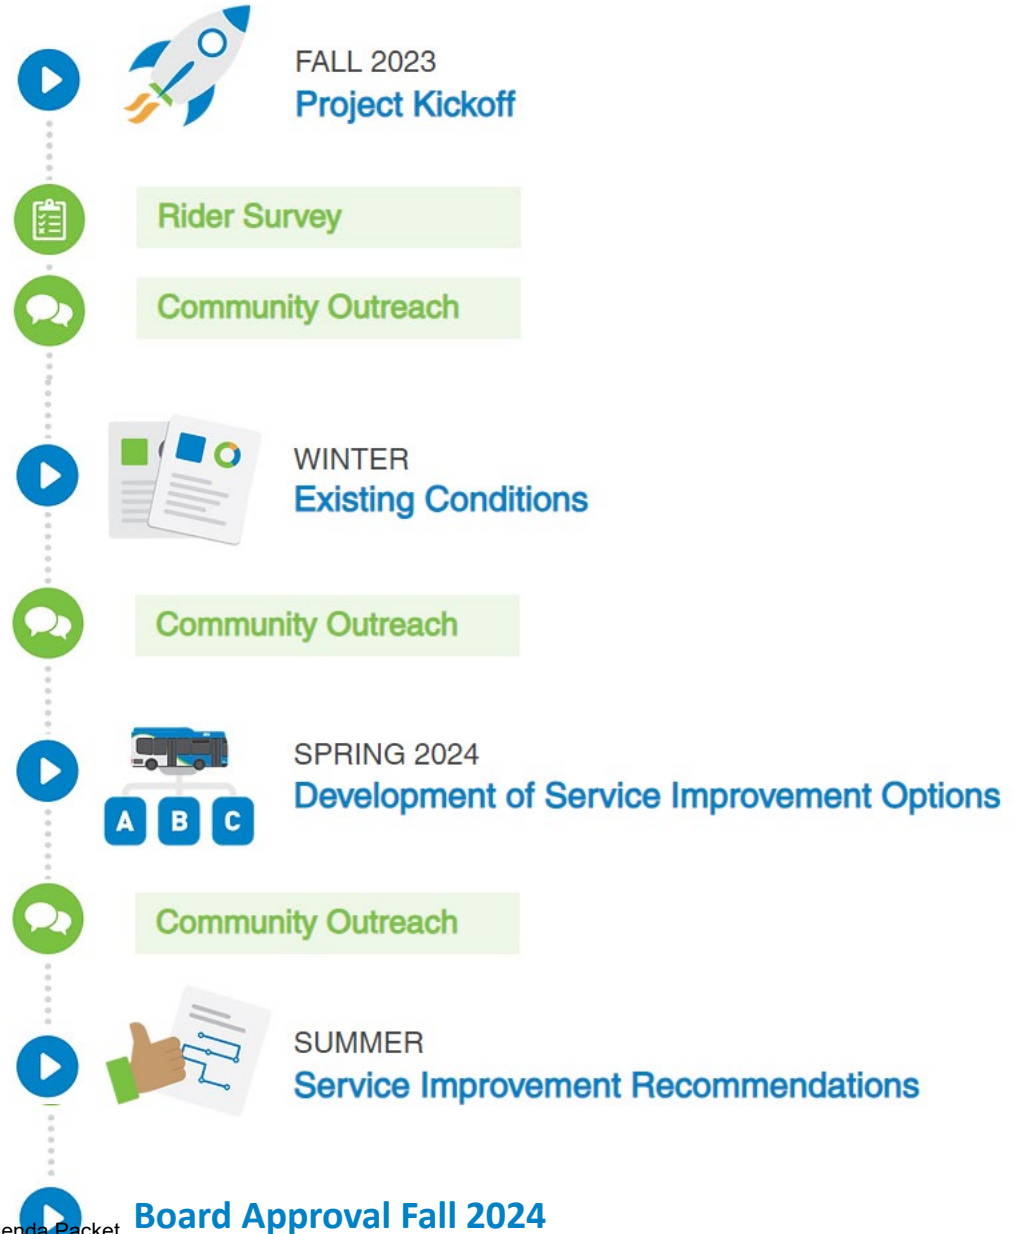 FALL 2023
Project Kickoff
Rider Survey
Community Outreach
WINTER
Existing Conditions
Community Outreach
SPRING 2024
Development of Service Improvement Options
A B C
Community Outreach
SUMMER
Service Improvement Recommendations
Board Approval Fall 2024
Packet